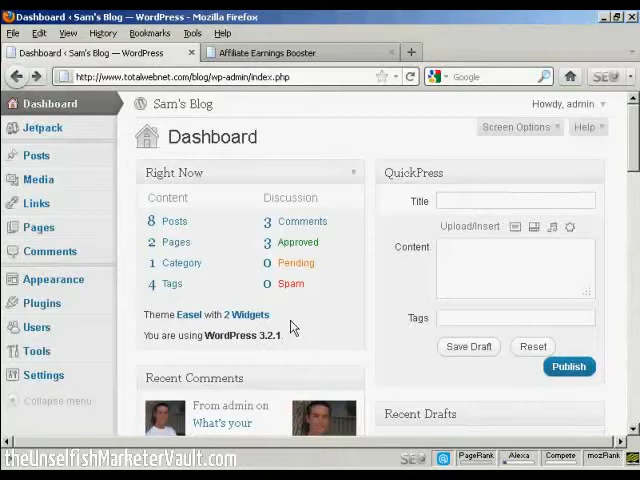 Dashboard ‹ Sam's Blog — WordPress - Mozilla Firefox
File Edit View History Bookmarks Tools Help
Dashboard ‹ Sam's Blog — WordPress
Affiliate Earnings Booster
http://www.totalwebnet.com/blog/wp-admin/index.php
Google
Dashboard
Sam's Blog
Howdy, admin
Jetpack
Dashboard
Screen Options
Help
Posts
Media
Links
Pages
Comments
Appearance
Plugins
Users
Tools
Settings
Collapse menu
Right Now
Content
Discussion
8 Posts
3 Comments
2 Pages
3 Approved
1 Category
0 Pending
4 Tags
0 Spam
Theme Easel with 2 Widgets
You are using WordPress 3.2.1.
Recent Comments
From admin on
What's your
QuickPress
Title
Upload/Insert
Content
Tags
Save Draft
Reset
Publish
Recent Drafts
theUnselfishMarketerVault.com
SEO
PageRank
Alexa
Compete
mozRank